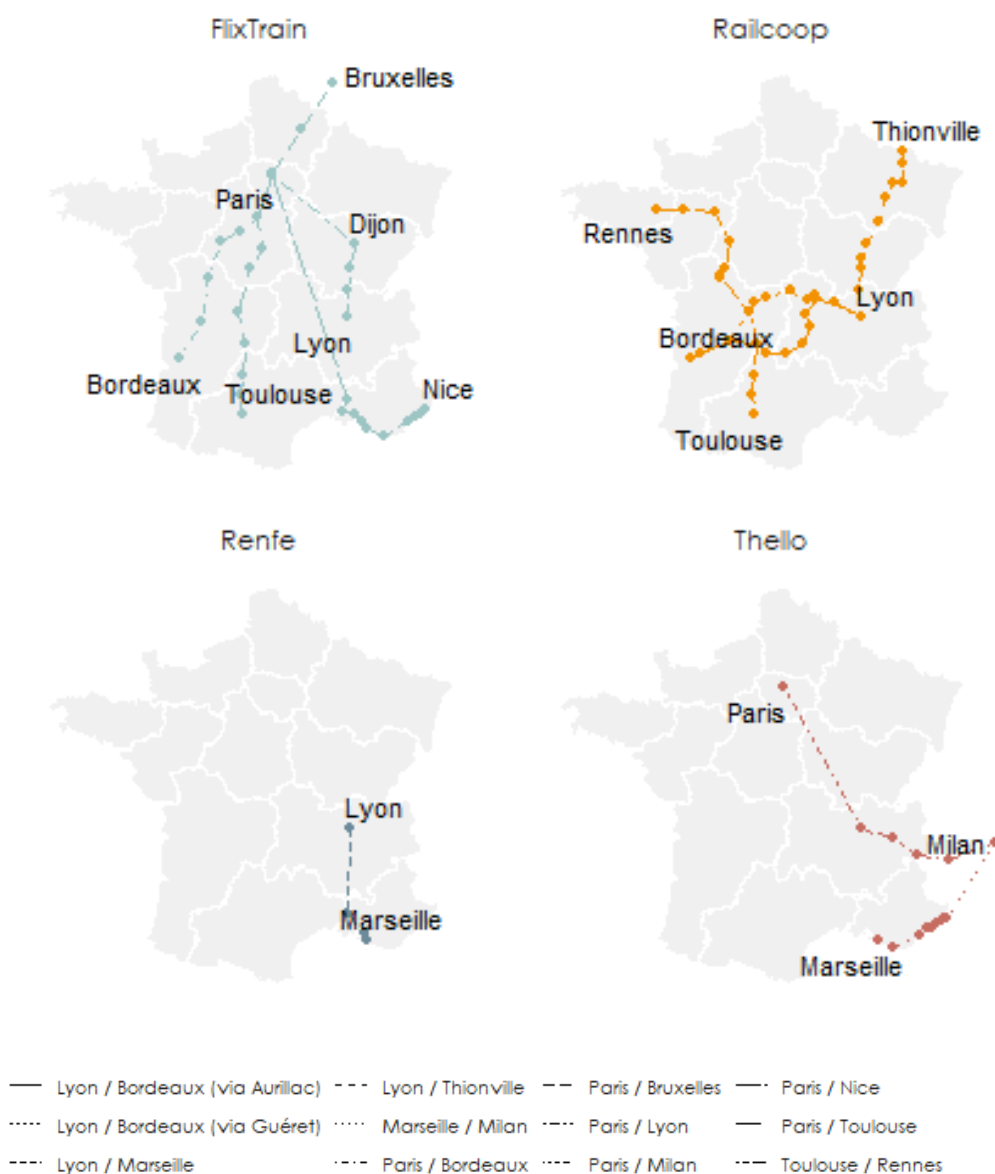 FlixTrain
Railcoop
Bruxelles
Thionville
Paris
Dijon
Rennes
Lyon
Lyon
Bordeaux
Bordeaux
Toulouse
Nice
Toulouse
Renfe
Thello
Paris
Lyon
Milan
Marseille
Marseille
Lyon / Bordeaux (via Aurillac)
Lyon / Thionville
Paris / Bruxelles
Paris / Nice
Lyon / Bordeaux (via Guéret)
Marseille / Milan
Paris / Lyon
Paris / Toulouse
Lyon / Marseille
Paris / Bordeaux
Paris / Milan
Toulouse / Rennes